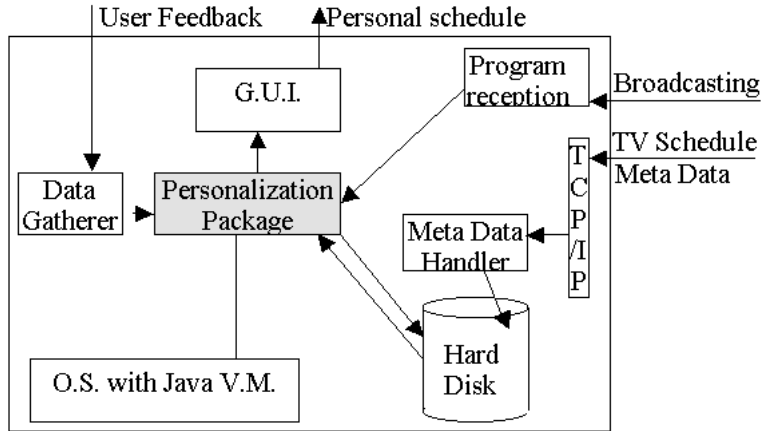 User Feedback
Personal schedule
G.U.I.
Program
reception
Broadcasting
TV Schedule
Meta Data
T
C
P
/I
P
Data
Gatherer
Personalization
Package
Meta Data
Handler
Hard
Disk
O.S. with Java V.M.